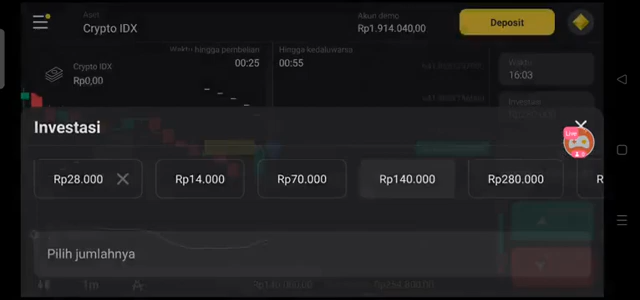 Aset
Crypto IDX
Akun demo
Rp1.914.040,00
Deposit
Waktu hingga pembelian
00:25
Hingga kedaluwarsa
00:55
Crypto IDX
Rp0,00
Waktu
16:03
Investasi
Investasi
Live
Rp28.000
Rp14.000
Rp70.000
Rp140.000
Rp280.000
R
Pilih jumlahnya
1m